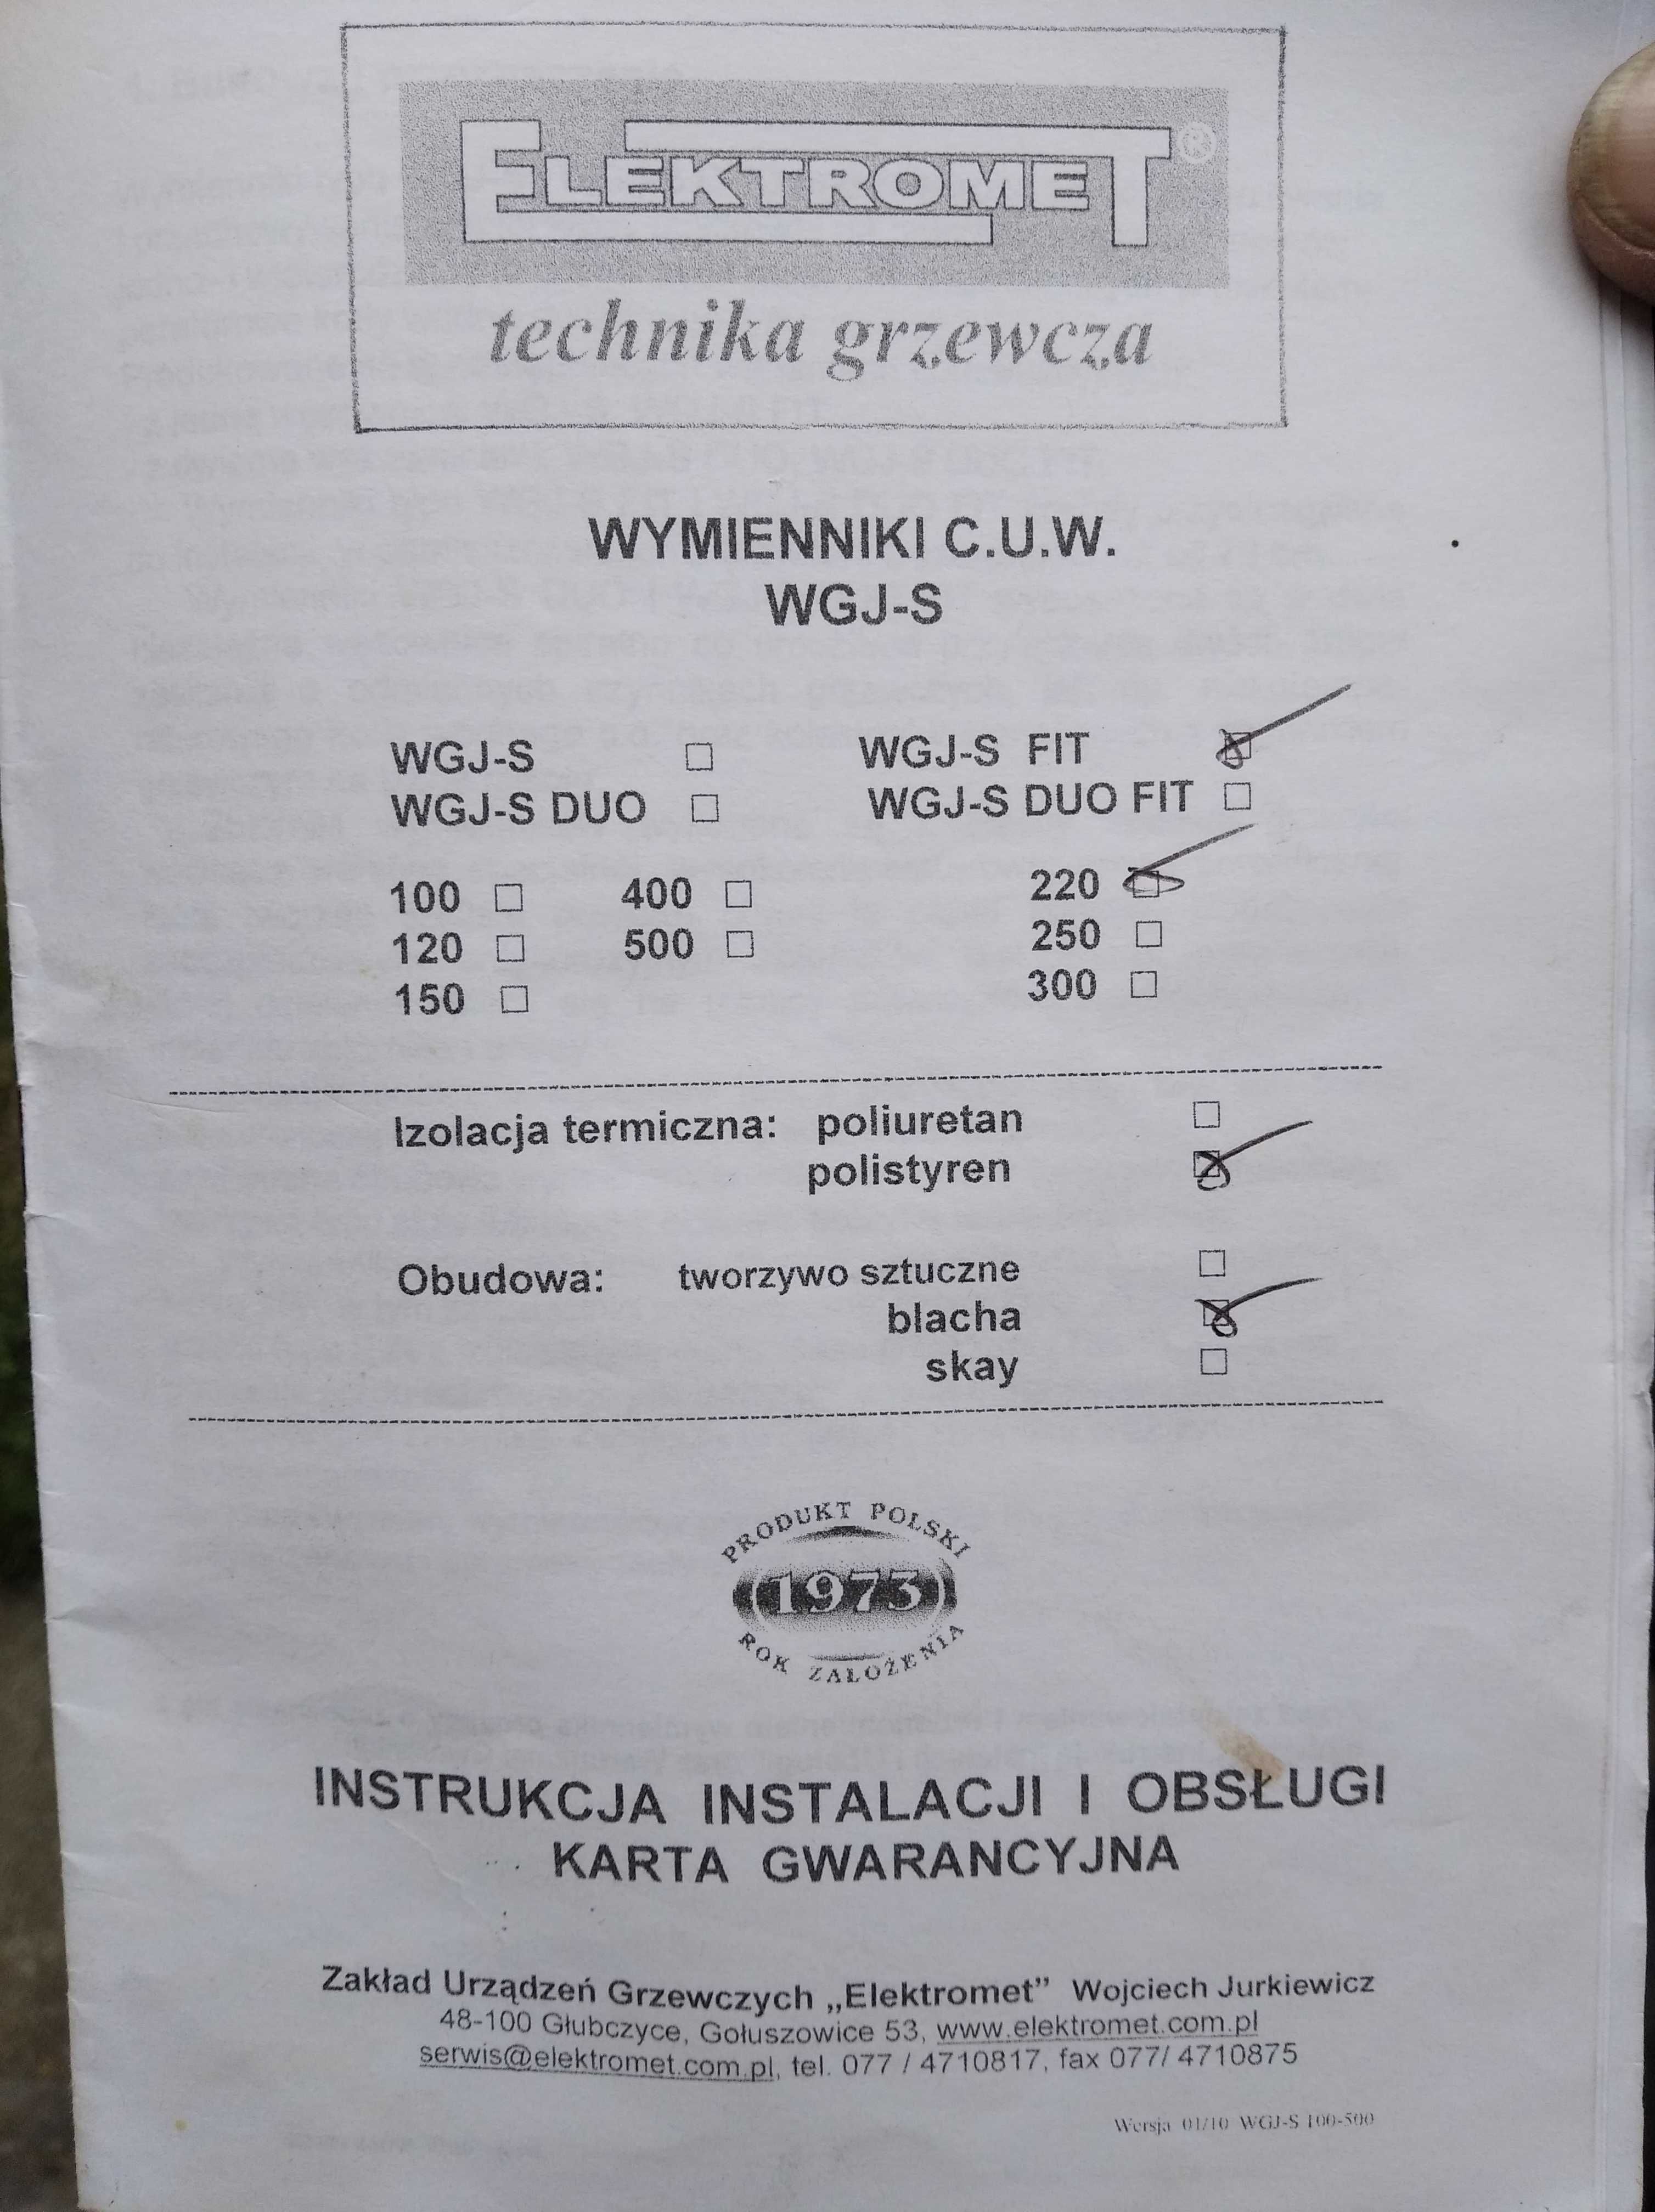 ELEKTROMET®
technika grzewcza
WYMIENNIKI C.U.W.
WGJ-S
WGJ-S □ WGJ-S FIT ☒
WGJ-S DUO □ WGJ-S DUO FIT □
100 □ 400 □ 220 ☒
120 □ 500 □ 250 □
150 □ 300 □
Izolacja termiczna: poliuretan □
polistyren ☒
Obudowa: tworzywo sztuczne □
blacha ☒
skay □
PRODUKT POLSKI
1973
ROK ZAŁOŻENIA
INSTRUKCJA INSTALACJI I OBSŁUGI
KARTA GWARANCYJNA
Zakład Urządzeń Grzewczych „Elektromet” Wojciech Jurkiewicz
48-100 Głubczyce, Gołuszowice 53, www.elektromet.com.pl
serwis@elektromet.com.pl, tel. 077 / 4710817, fax 077/ 4710875
Wersja 01/10 WGJ-S 100-500